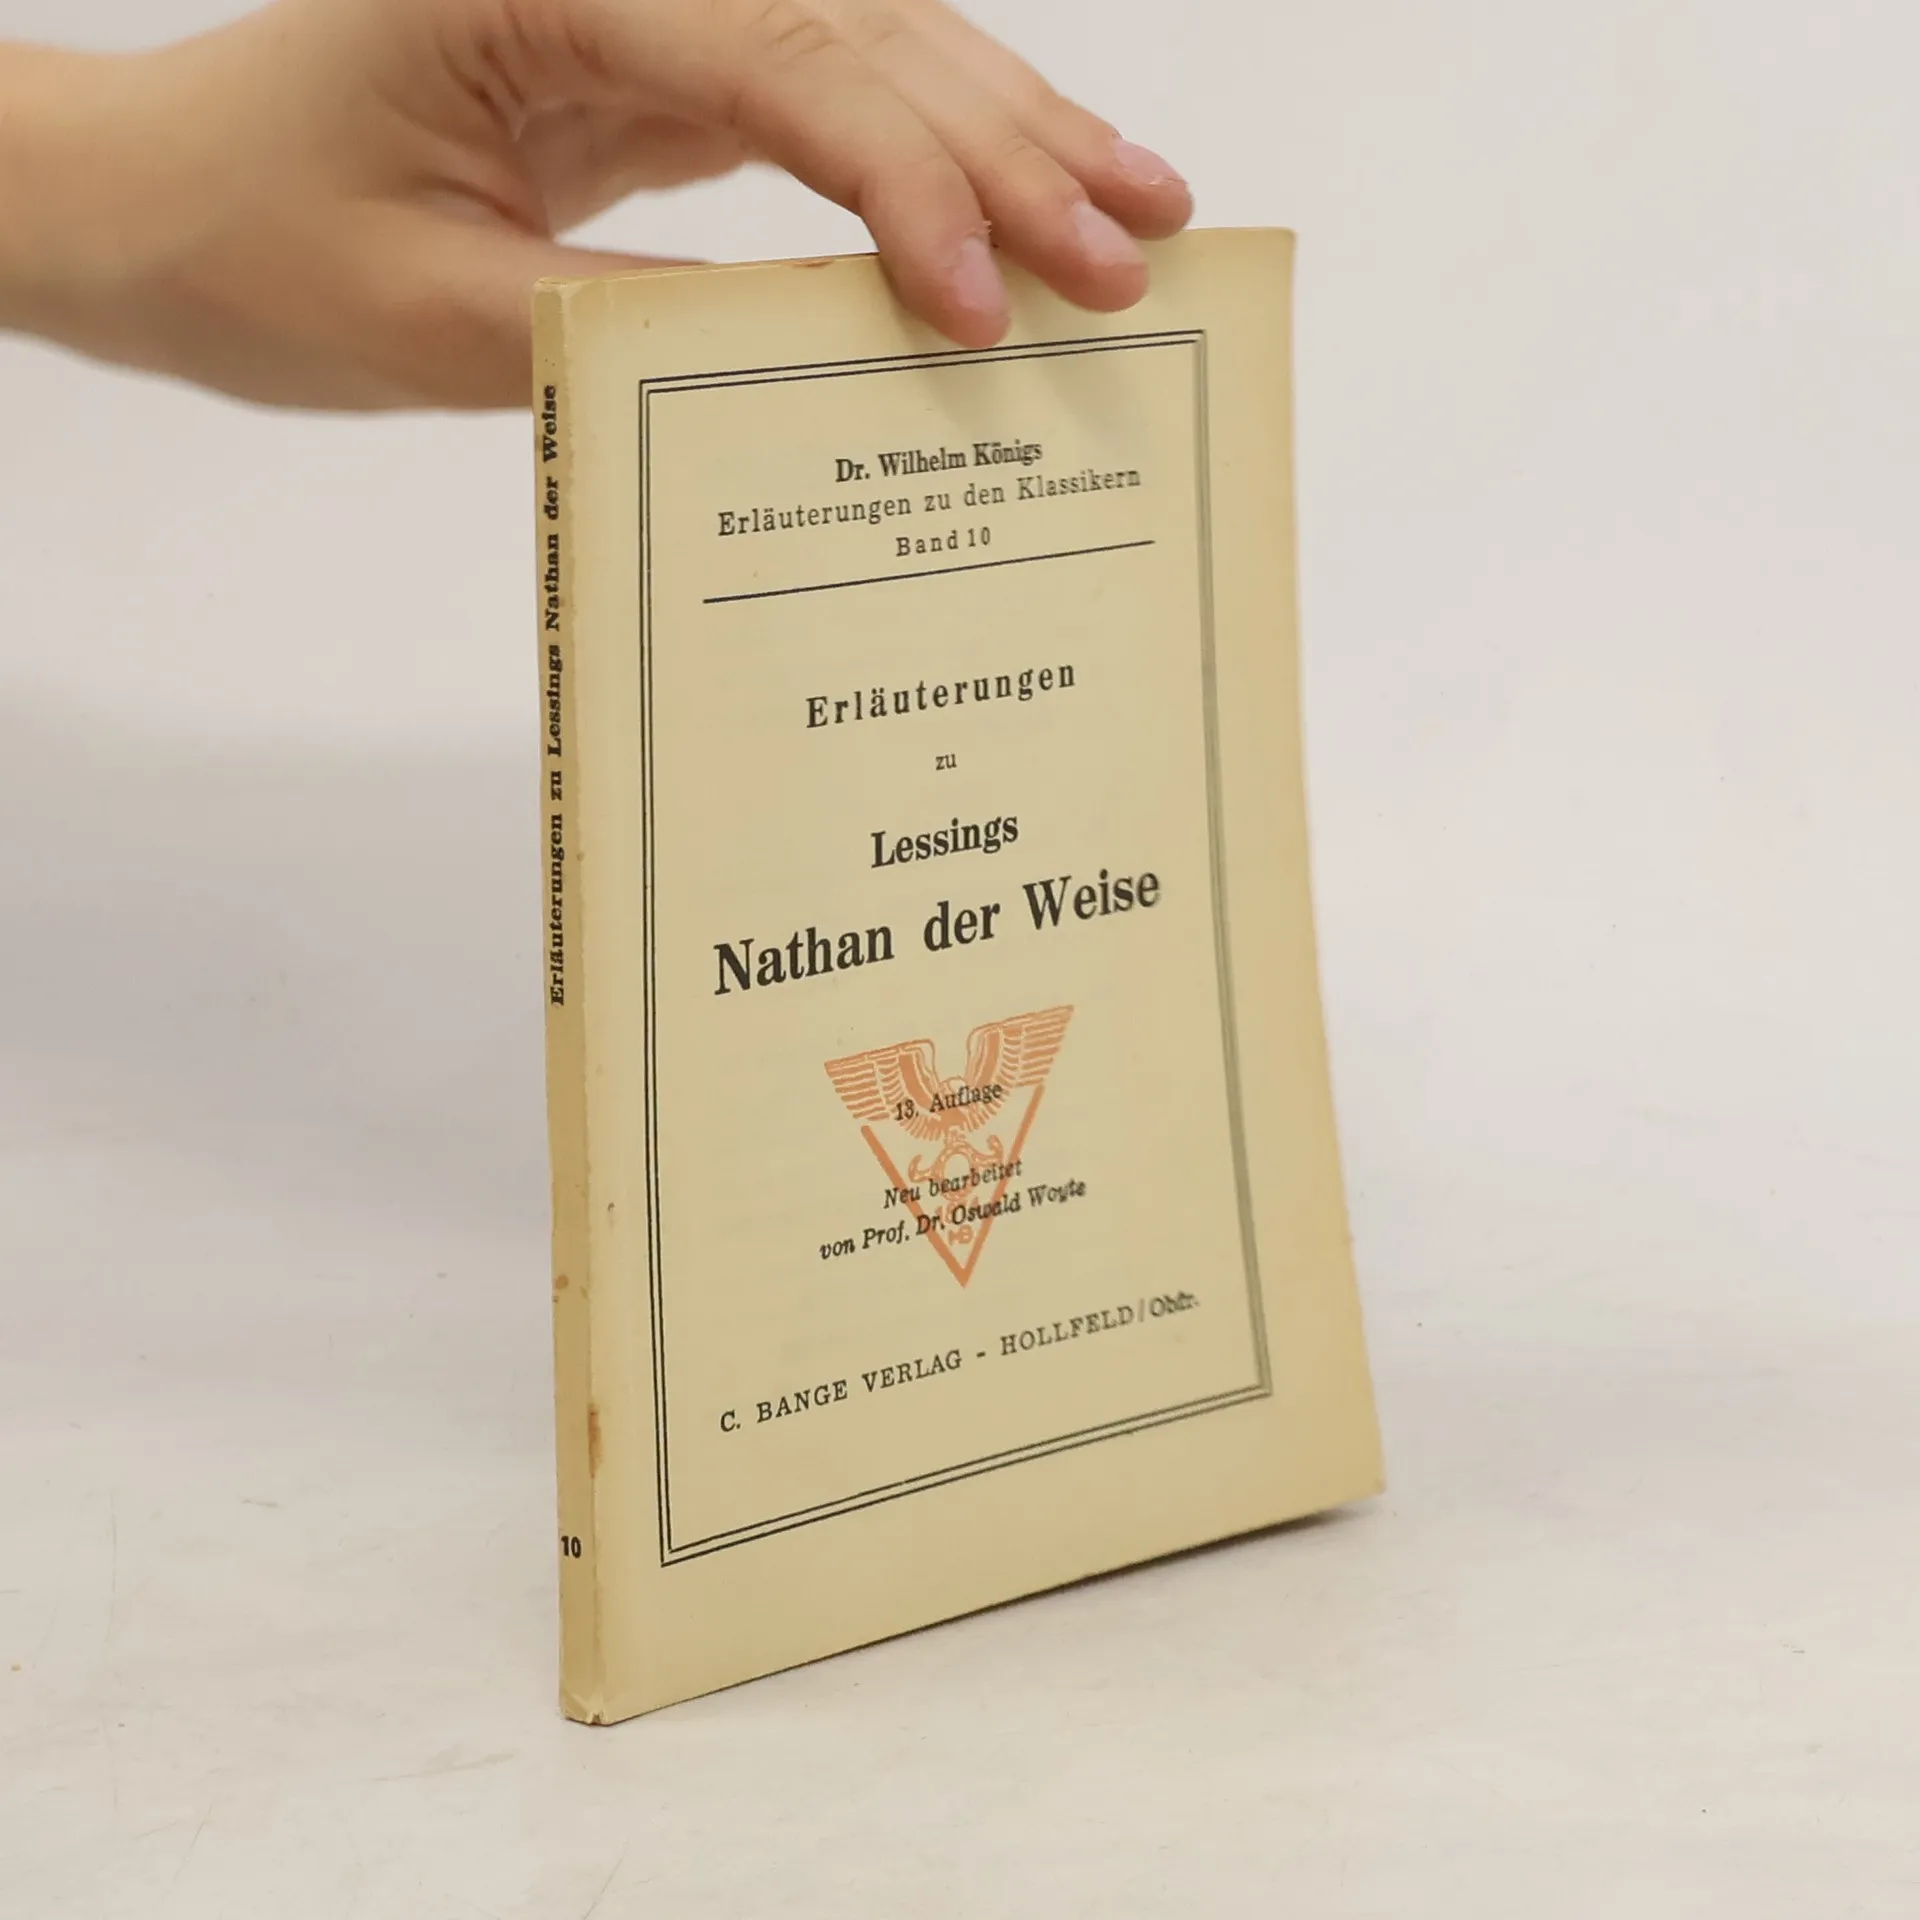 Erläuterungen zu Lessings Nathan der Weise
10
Dr. Wilhelm Königs
Erläuterungen zu den Klassikern
Band 10
Erläuterungen
zu
Lessings
Nathan der Weise
13. Auflage
Neu bearbeitet
von Prof. Dr. Oswald Woyte
HB
C. BANGE VERLAG - HOLLFELD/Obfr.